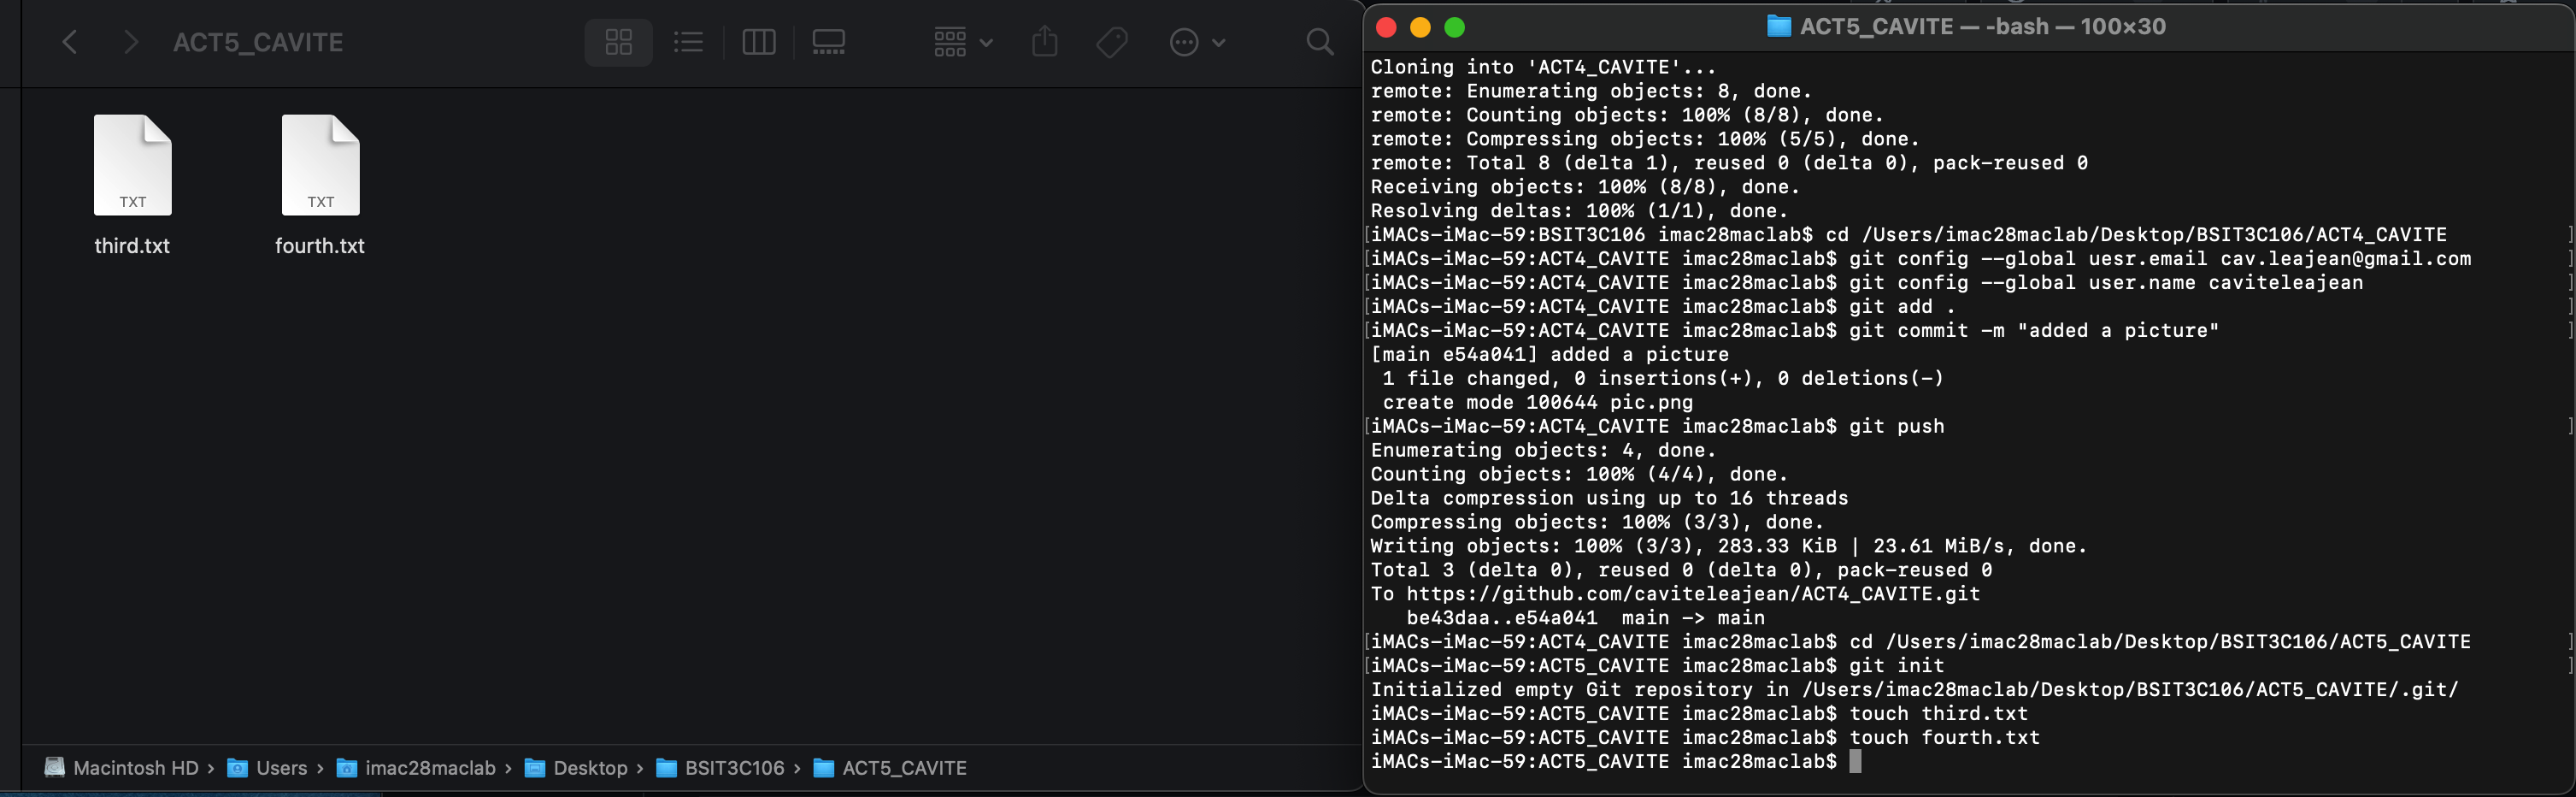 ACT5_CAVITE
TXT
TXT
third.txt
fourth.txt
Macintosh HD › Users › imac28maclab › Desktop › BSIT3C106 › ACT5_CAVITE
ACT5_CAVITE — -bash — 100×30
Cloning into 'ACT4_CAVITE'...
remote: Enumerating objects: 8, done.
remote: Counting objects: 100% (8/8), done.
remote: Compressing objects: 100% (5/5), done.
remote: Total 8 (delta 1), reused 0 (delta 0), pack-reused 0
Receiving objects: 100% (8/8), done.
Resolving deltas: 100% (1/1), done.
[iMACs-iMac-59:BSIT3C106 imac28maclab$ cd /Users/imac28maclab/Desktop/BSIT3C106/ACT4_CAVITE ]
[iMACs-iMac-59:ACT4_CAVITE imac28maclab$ git config --global uesr.email cav.leajean@gmail.com ]
[iMACs-iMac-59:ACT4_CAVITE imac28maclab$ git config --global user.name caviteleajean ]
[iMACs-iMac-59:ACT4_CAVITE imac28maclab$ git add . ]
[iMACs-iMac-59:ACT4_CAVITE imac28maclab$ git commit -m "added a picture" ]
[main e54a041] added a picture
1 file changed, 0 insertions(+), 0 deletions(-)
create mode 100644 pic.png
[iMACs-iMac-59:ACT4_CAVITE imac28maclab$ git push ]
Enumerating objects: 4, done.
Counting objects: 100% (4/4), done.
Delta compression using up to 16 threads
Compressing objects: 100% (3/3), done.
Writing objects: 100% (3/3), 283.33 KiB | 23.61 MiB/s, done.
Total 3 (delta 0), reused 0 (delta 0), pack-reused 0
To https://github.com/caviteleajean/ACT4_CAVITE.git
be43daa..e54a041  main -> main
[iMACs-iMac-59:ACT4_CAVITE imac28maclab$ cd /Users/imac28maclab/Desktop/BSIT3C106/ACT5_CAVITE ]
[iMACs-iMac-59:ACT5_CAVITE imac28maclab$ git init ]
Initialized empty Git repository in /Users/imac28maclab/Desktop/BSIT3C106/ACT5_CAVITE/.git/
iMACs-iMac-59:ACT5_CAVITE imac28maclab$ touch third.txt
iMACs-iMac-59:ACT5_CAVITE imac28maclab$ touch fourth.txt
iMACs-iMac-59:ACT5_CAVITE imac28maclab$